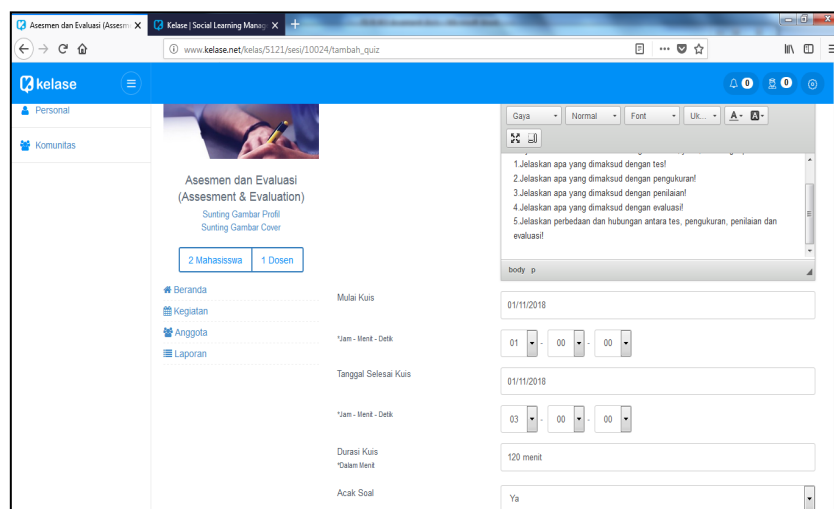 Asesmen dan Evaluasi (Assesm
Kelase | Social Learning Manag
www.kelase.net/kelas/5121/sesi/10024/tambah_quiz
kelase
0
0
Personal
Komunitas
Asesmen dan Evaluasi
(Assesment & Evaluation)
Sunting Gambar Profil
Sunting Gambar Cover
2 Mahasisswa
1 Dosen
Beranda
Kegiatan
Anggota
Laporan
Gaya
Normal
Font
Uk...
A
A
1.Jelaskan apa yang dimaksud dengan tes!
2.Jelaskan apa yang dimaksud dengan pengukuran!
3.Jelaskan apa yang dimaksud dengan penilaian!
4.Jelaskan apa yang dimaksud dengan evaluasi!
5.Jelaskan perbedaan dan hubungan antara tes, pengukuran, penilaian dan
evaluasi!
body p
Mulai Kuis
01/11/2018
*Jam - Menit - Detik
01 - 00 - 00
Tanggal Selesai Kuis
01/11/2018
*Jam - Menit - Detik
03 - 00 - 00
Durasi Kuis
*Dalam Menit
120 menit
Acak Soal
Ya